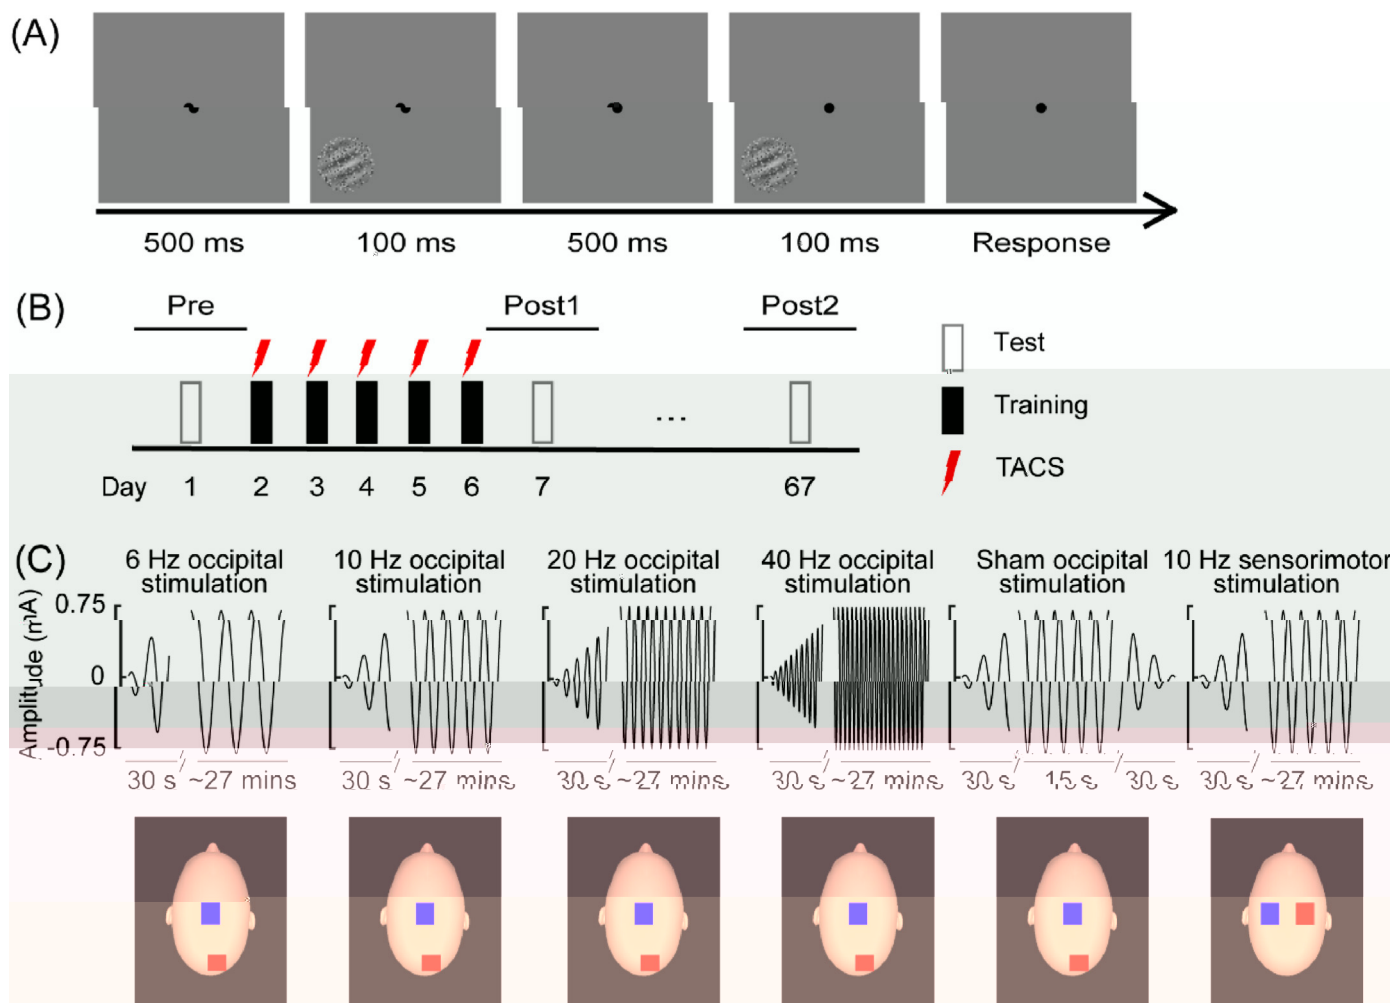 (A)
500 ms 100 ms 500 ms 100 ms Response
(B)
Pre Post1 Post2
Test
Training
TACS
...
Day 1 2 3 4 5 6 7 67
(C)
6 Hz occipital stimulation
10 Hz occipital stimulation
20 Hz occipital stimulation
40 Hz occipital stimulation
Sham occipital stimulation
10 Hz sensorimotor stimulation
Amplitude (mA)
0.75
0
-0.75
30 s ~27 mins
30 s ~27 mins
30 s ~27 mins
30 s ~27 mins
30 s 15 s 30 s
30 s ~27 mins